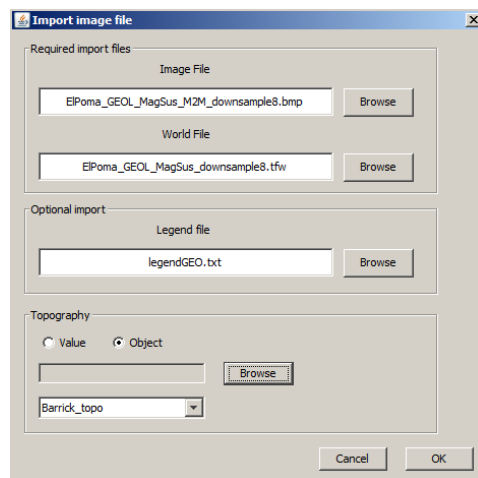 Import image file
Required import files
Image File
ElPoma_GEOL_MagSus_M2M_downsample8.bmp
Browse
World File
ElPoma_GEOL_MagSus_downsample8.tfw
Browse
Optional import
Legend file
legendGEO.txt
Browse
Topography
Value
Object
Browse
Barrick_topo
Cancel
OK